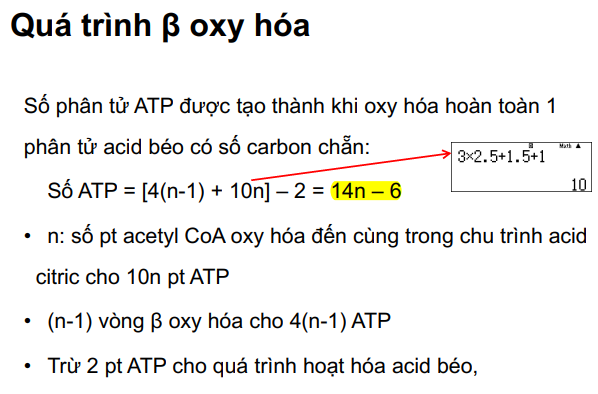 Quá trình β oxy hóa
Số phân tử ATP được tạo thành khi oxy hóa hoàn toàn 1
phân tử acid béo có số carbon chẵn:
Math ▲
3×2.5+1.5+1
10
Số ATP = [4(n-1) + 10n] – 2 = 14n – 6
• n: số pt acetyl CoA oxy hóa đến cùng trong chu trình acid
citric cho 10n pt ATP
• (n-1) vòng β oxy hóa cho 4(n-1) ATP
• Trừ 2 pt ATP cho quá trình hoạt hóa acid béo,